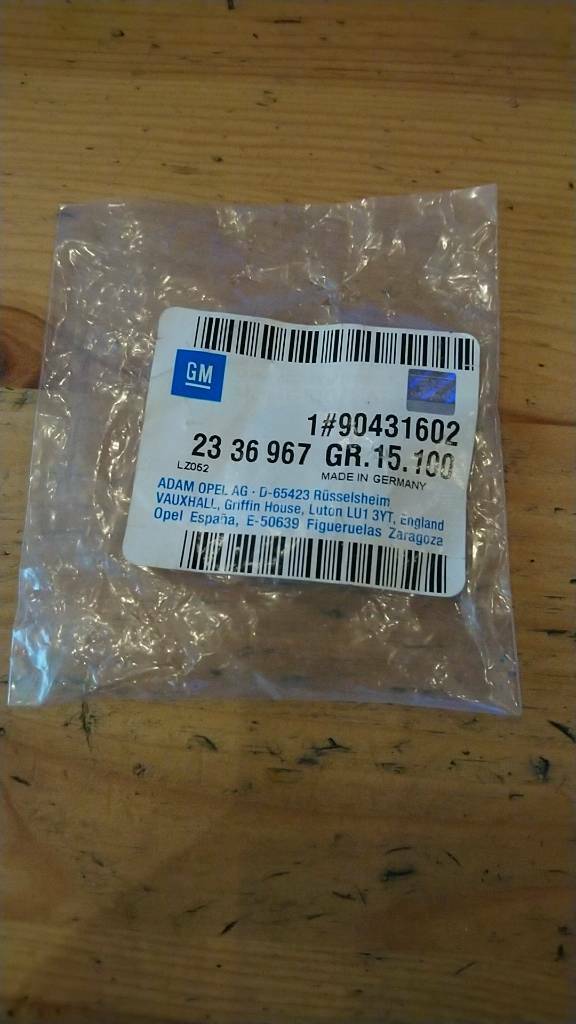 GM
1#90431602
23 36 967 GR.15.100
LZ052
MADE IN GERMANY
ADAM OPEL AG · D-65423 Rüsselsheim
VAUXHALL, Griffin House, Luton LU1 3YT, England
Opel España, E-50639 Figueruelas Zaragoza